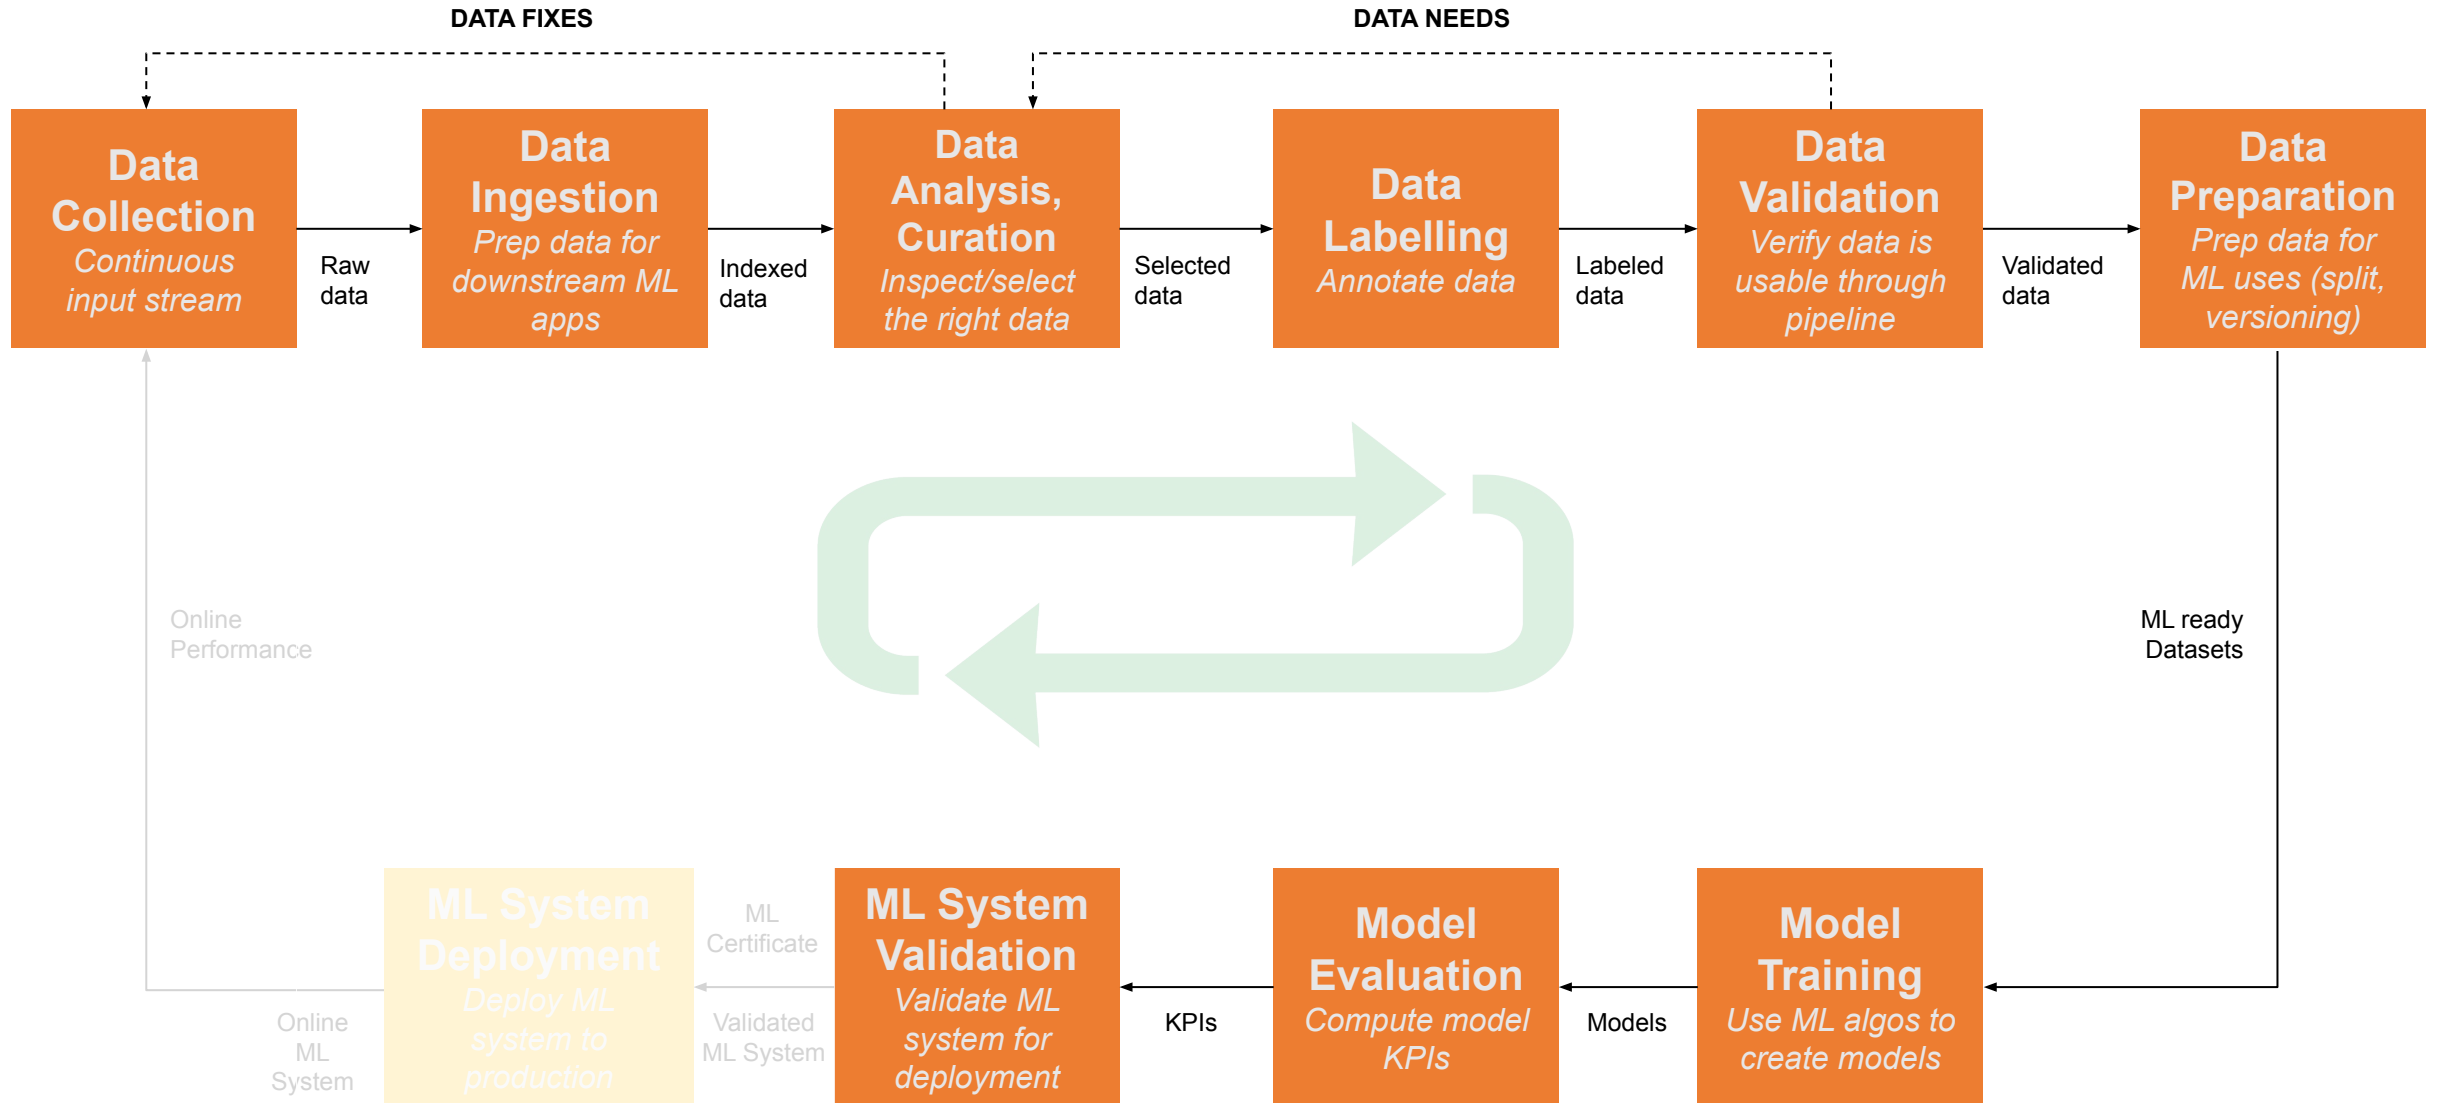 DATA FIXES
DATA NEEDS
Data
Collection
Continuous
input stream
Raw
data
Data
Ingestion
Prep data for
downstream ML
apps
Indexed
data
Data
Analysis,
Curation
Inspect/select
the right data
Selected
data
Data
Labelling
Annotate data
Labeled
data
Data
Validation
Verify data is
usable through
pipeline
Validated
data
Data
Preparation
Prep data for
ML uses (split,
versioning)
Online
Performance
ML ready
Datasets
Online
ML
System
ML System
Deployment
Deploy ML
system to
production
ML
Certificate
Validated
ML System
ML System
Validation
Validate ML
system for
deployment
KPIs
Model
Evaluation
Compute model
KPIs
Models
Model
Training
Use ML algos to
create models